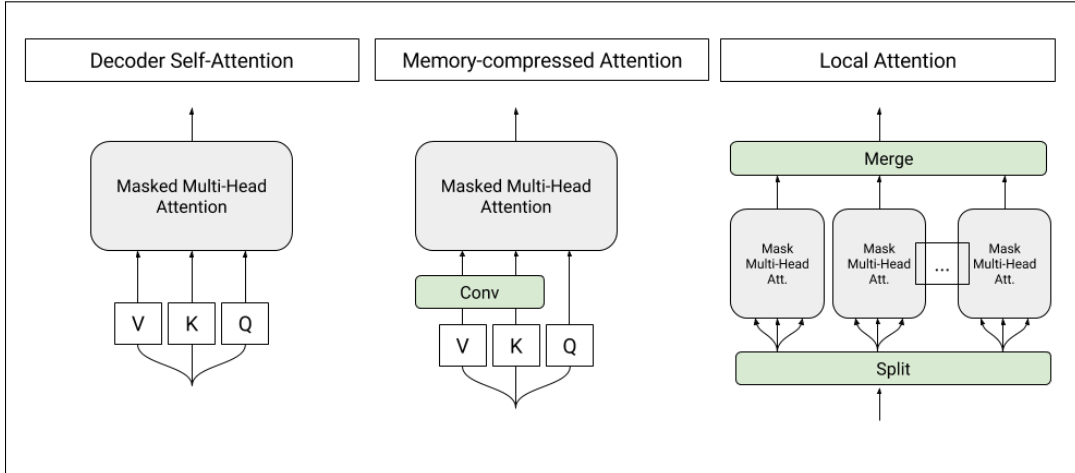 Decoder Self-Attention
Masked Multi-Head
Attention
V K Q
Memory-compressed Attention
Masked Multi-Head
Attention
Conv
V K Q
Local Attention
Merge
Mask
Multi-Head
Att.
Mask
Multi-Head
Att.
...
Mask
Multi-Head
Att.
Split